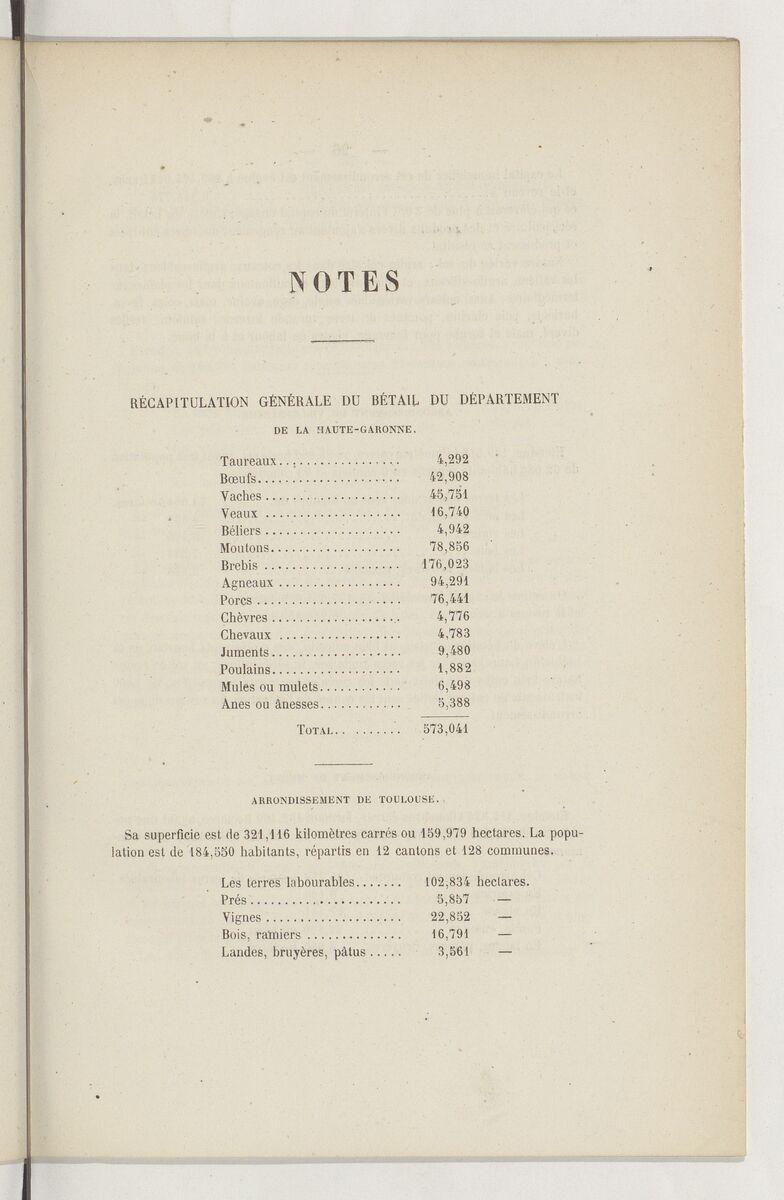 NOTES
RÉCAPITULATION GÉNÉRALE DU BÉTAIL DU DÉPARTEMENT
DE LA HAUTE-GARONNE.
Taureaux.................. 4,292
Bœufs..................... 42,908
Vaches.................... 45,751
Veaux .................... 16,740
Béliers .................... 4,942
Moutons................... 78,856
Brebis .................... 176,023
Agneaux .................. 94,291
Porcs ..................... 76,441
Chèvres ................... 4,776
Chevaux .................. 4,783
Juments................... 9,480
Poulains................... 1,882
Mules ou mulets............ 6,498
Anes ou ânesses............ 5,388
TOTAL.. ....... 573,041
ARRONDISSEMENT DE TOULOUSE.
Sa superficie est de 321,116 kilomètres carrés ou 159,979 hectares. La popu-
lation est de 184,550 habitants, répartis en 12 cantons et 128 communes.
Les terres labourables....... 102,834 hectares.
Prés...................... 5,857 —
Vignes .................... 22,852 —
Bois, ramiers .............. 16,791 —
Landes, bruyères, pâtus ..... 3,561 —